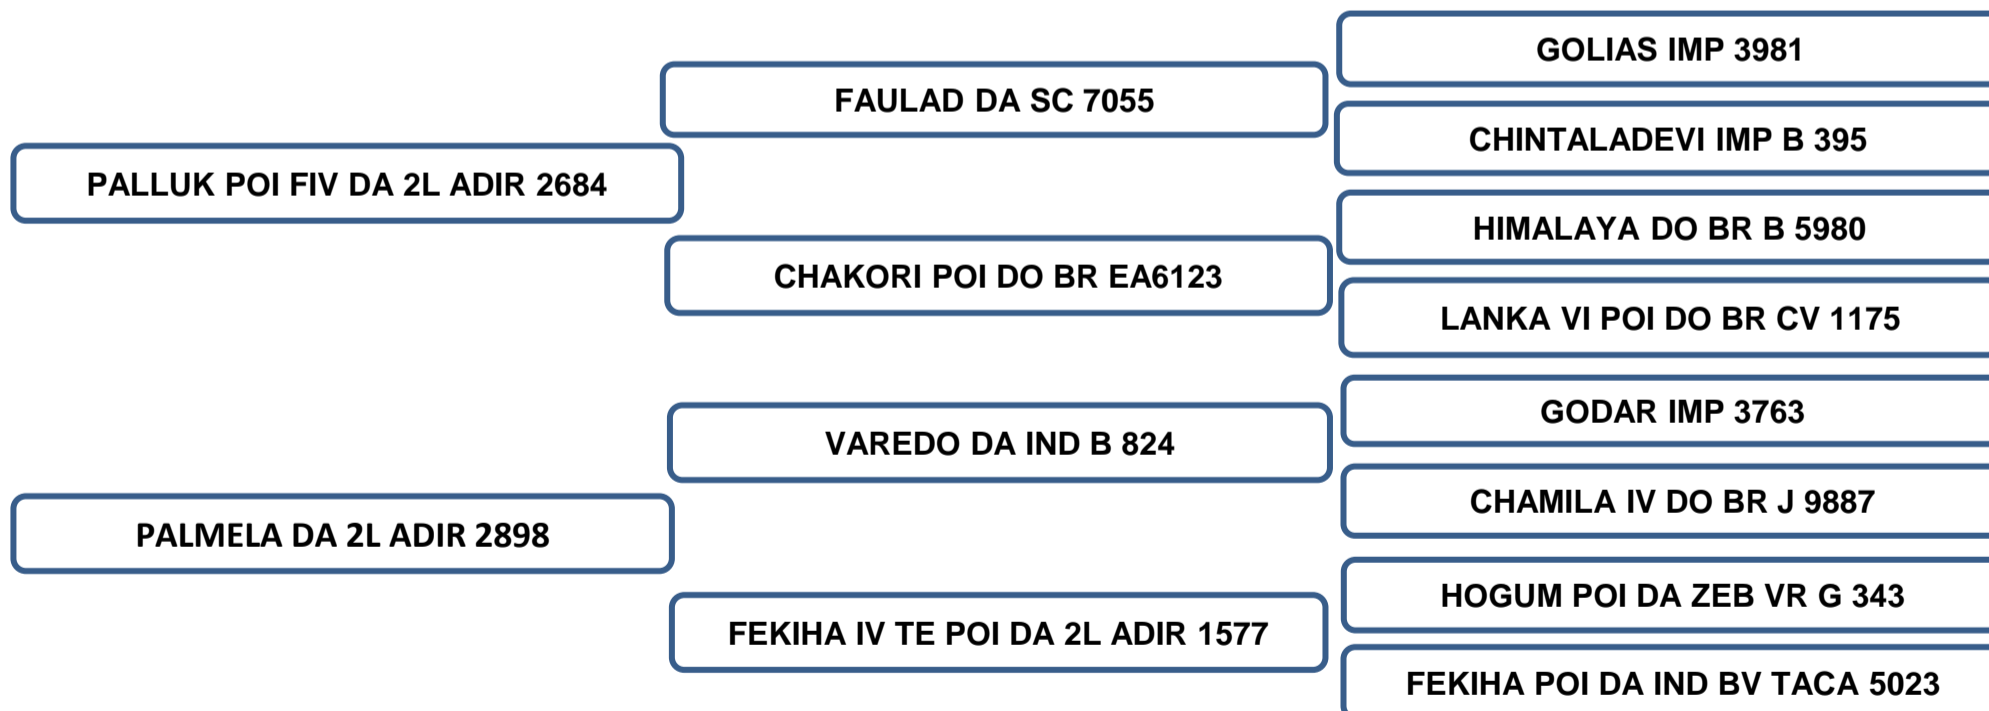 GOLIAS IMP 3981
FAULAD DA SC 7055
CHINTALADEVI IMP B 395
PALLUK POI FIV DA 2L ADIR 2684
HIMALAYA DO BR B 5980
CHAKORI POI DO BR EA6123
LANKA VI POI DO BR CV 1175
GODAR IMP 3763
VAREDO DA IND B 824
CHAMILA IV DO BR J 9887
PALMELA DA 2L ADIR 2898
HOGUM POI DA ZEB VR G 343
FEKIHA IV TE POI DA 2L ADIR 1577
FEKIHA POI DA IND BV TACA 5023